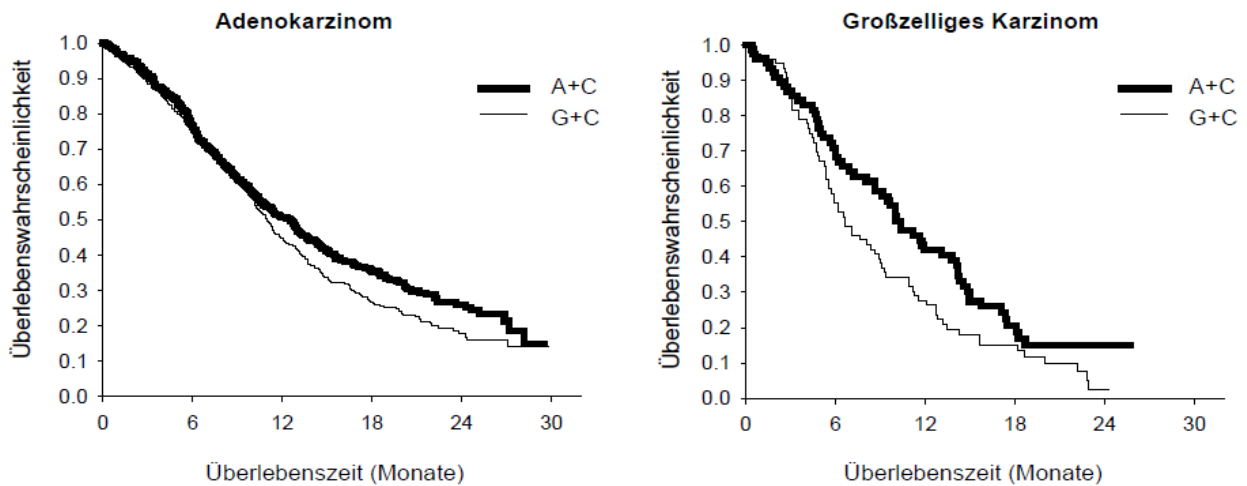 Adenokarzinom
Überlebenswahrscheinlichkeit
1.0
0.9
0.8
0.7
0.6
0.5
0.4
0.3
0.2
0.1
0.0
A+C
G+C
0 6 12 18 24 30
Überlebenszeit (Monate)
Großzelliges Karzinom
Überlebenswahrscheinlichkeit
1.0
0.9
0.8
0.7
0.6
0.5
0.4
0.3
0.2
0.1
0.0
A+C
G+C
0 6 12 18 24 30
Überlebenszeit (Monate)